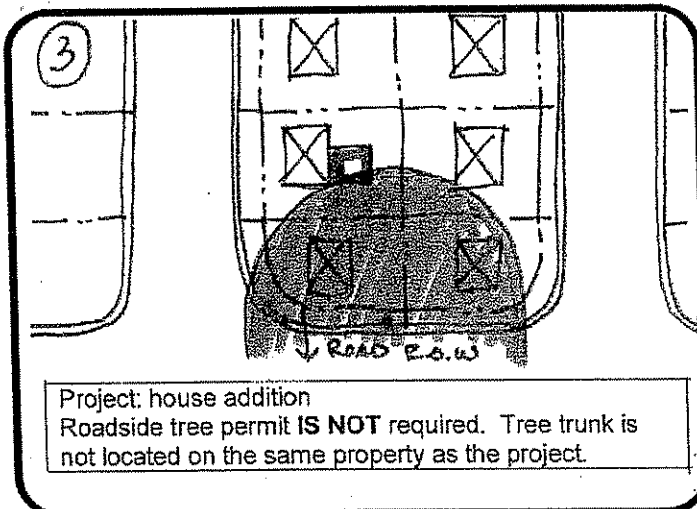 3
ROAD R.O.W
Project: house addition
Roadside tree permit IS NOT required. Tree trunk is
not located on the same property as the project.